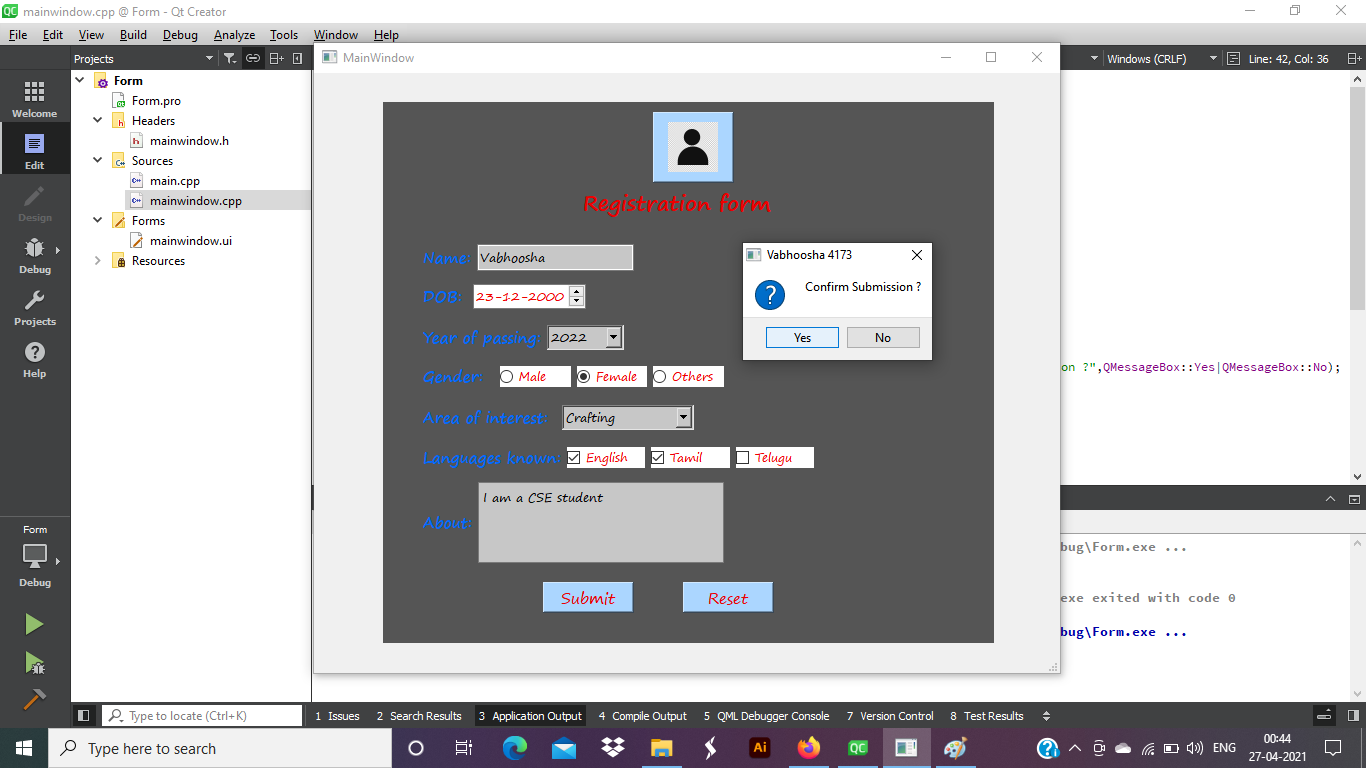 mainwindow.cpp @ Form - Qt Creator
File Edit View Build Debug Analyze Tools Window Help
Projects
Windows (CRLF)
Line: 42, Col: 36
MainWindow
Welcome
Edit
Design
Debug
Projects
Help
Form
Debug
Form
Form.pro
Headers
mainwindow.h
Sources
main.cpp
mainwindow.cpp
Forms
mainwindow.ui
Resources
Registration form
Name: Vabhoosha
DOB: 23-12-2000
Year of passing: 2022
Gender: Male Female Others
Area of interest: Crafting
Languages known: English Tamil Telugu
About: I am a CSE student
Submit Reset
Vabhoosha 4173
Confirm Submission ?
Yes No
on ?",QMessageBox::Yes|QMessageBox::No);
bug\Form.exe ...
exe exited with code 0
bug\Form.exe ...
Type to locate (Ctrl+K)
1 Issues 2 Search Results 3 Application Output 4 Compile Output 5 QML Debugger Console 7 Version Control 8 Test Results
Type here to search
Ai
QC
ENG
00:44
27-04-2021